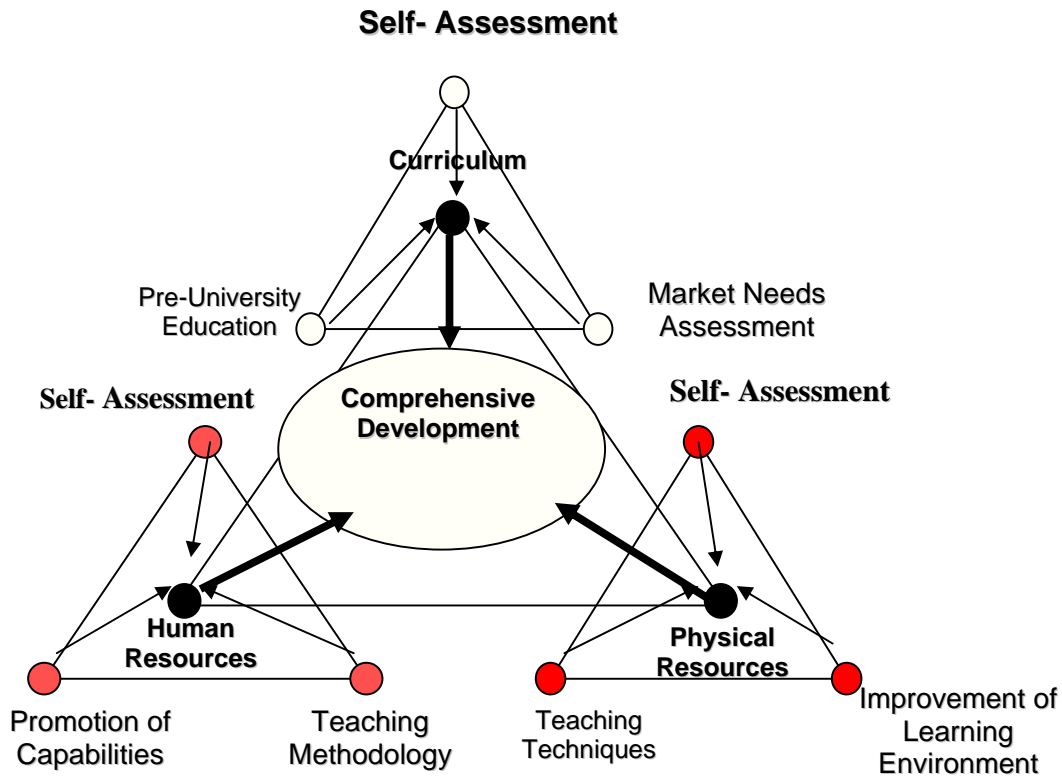 Self- Assessment
Curriculum
Pre-University
Education
Market Needs
Assessment
Comprehensive
Development
Self- Assessment
Self- Assessment
Human
Resources
Physical
Resources
Promotion of
Capabilities
Teaching
Methodology
Teaching
Techniques
Improvement of
Learning
Environment